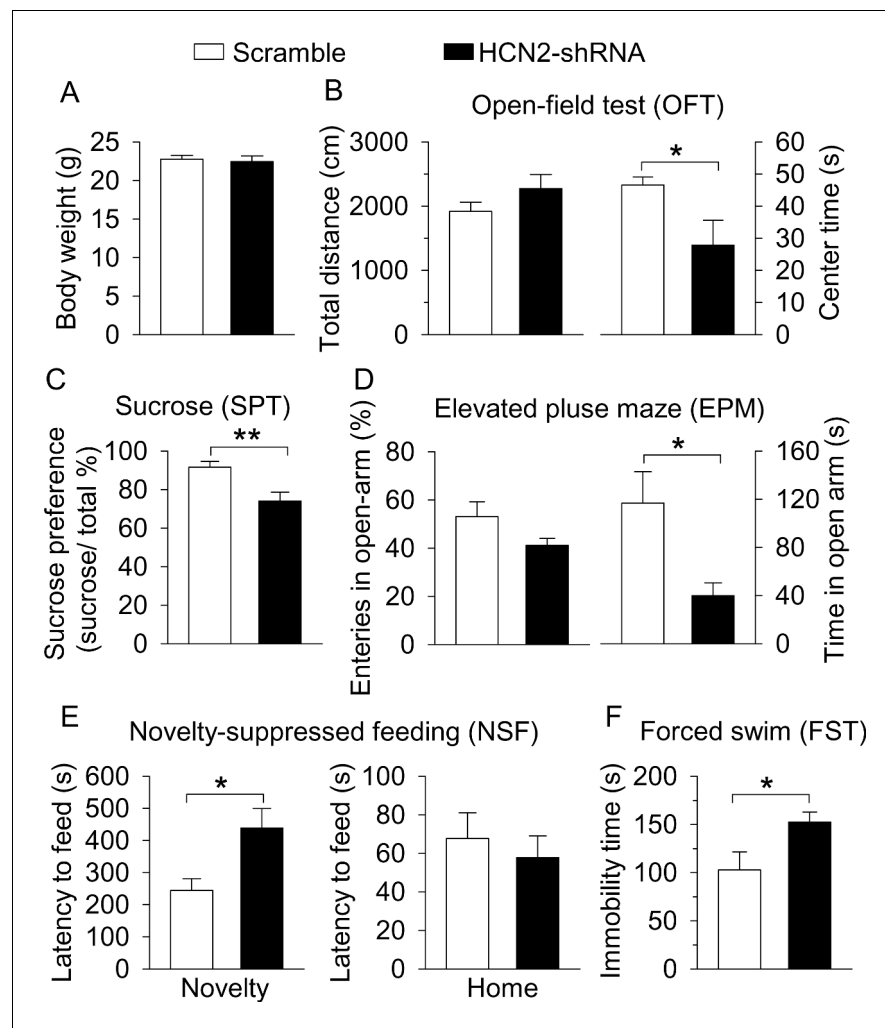 Scramble HCN2-shRNA
A
Body weight (g)
25
20
15
10
5
0
B
Open-field test (OFT)
Total distance (cm)
3000
2000
1000
0
*
60
50
40
30
20
10
0
Center time (s)
C
Sucrose (SPT)
Sucrose preference
(sucrose/ total %)
100
80
60
40
20
0
**
D
Elevated pluse maze (EPM)
Enteries in open-arm (%)
80
60
40
20
0
*
160
120
80
40
0
Time in open arm (s)
E
Novelty-suppressed feeding (NSF)
Latency to feed (s)
600
500
400
300
200
100
0
*
Novelty
Latency to feed (s)
100
80
60
40
20
0
Home
F
Forced swim (FST)
Immobility time (s)
200
150
100
50
0
*